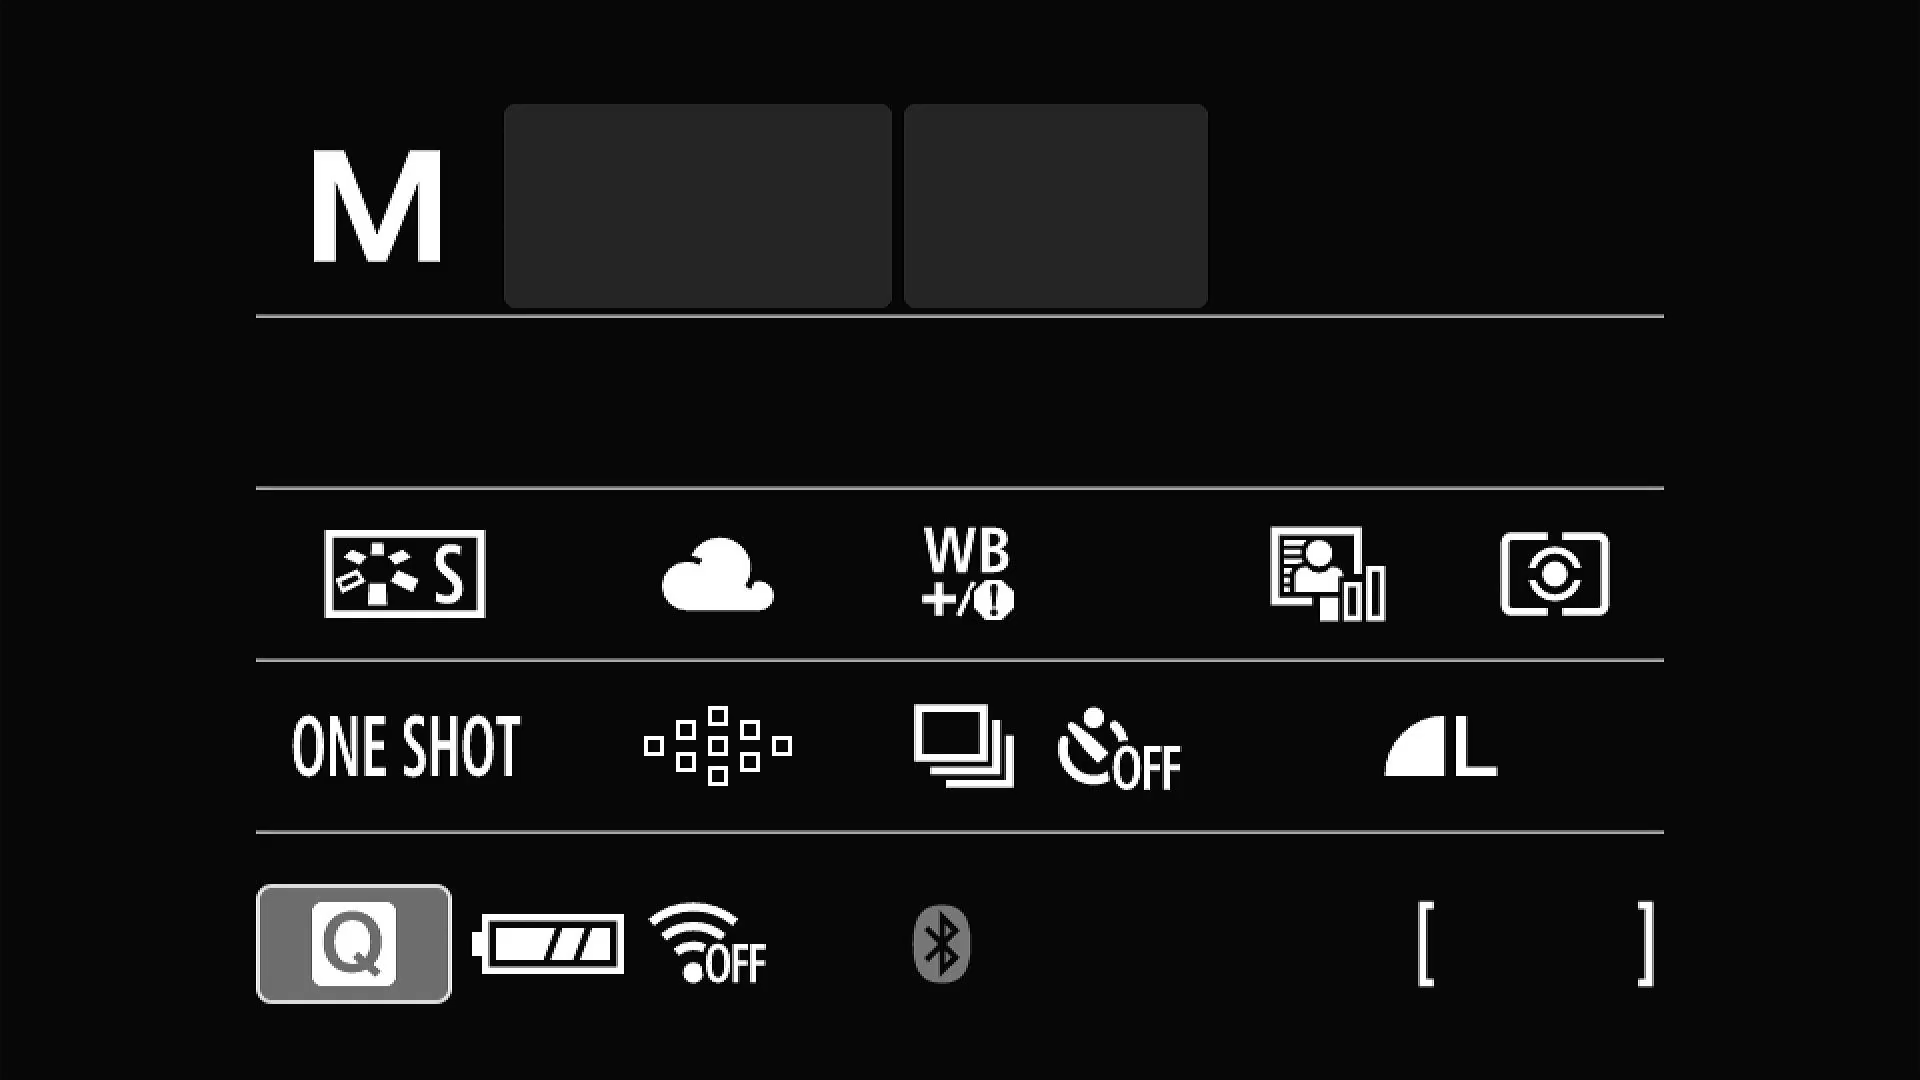 M
S WB
+/!
ONE SHOT OFF L
Q OFF [ ]